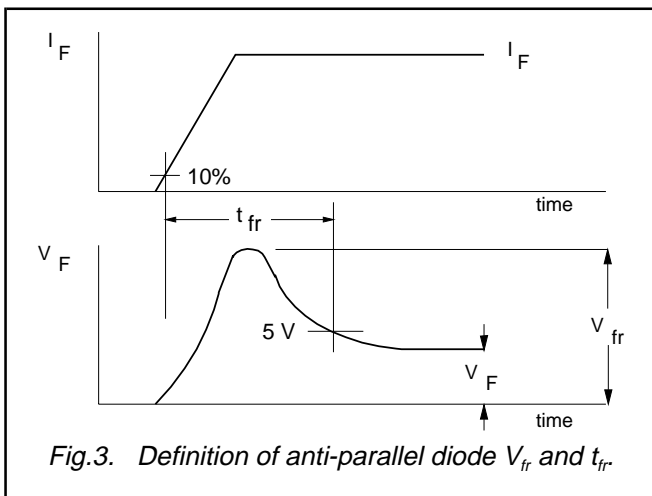 I F
I F
10%
time
t fr
V F
5 V
V fr
V F
time
Fig.3. Definition of anti-parallel diode Vfr and tfr.